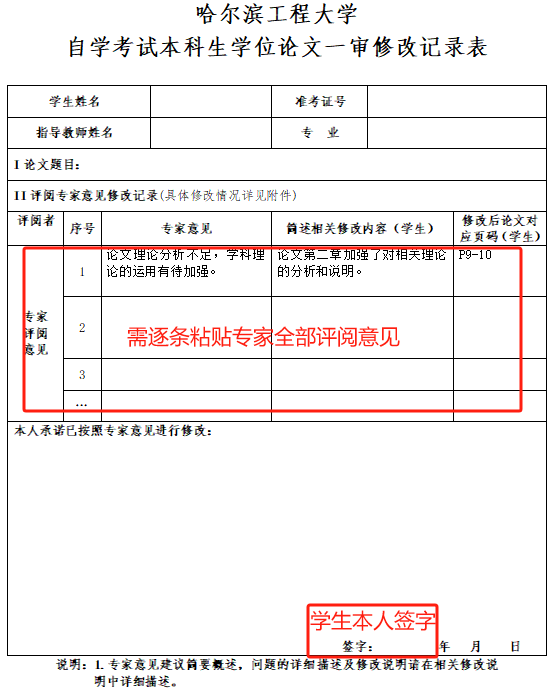 哈尔滨工程大学
自学考试本科生学位论文一审修改记录表
学生姓名 准考证号
指导教师姓名 专 业
I 论文题目：
II 评阅专家意见修改记录(具体修改情况详见附件)
评阅者 序号 专家意见 简述相关修改内容（学生） 修改后论文对
应页码（学生）
专家
评阅
意见
1 论文理论分析不足，学科理
论的运用有待加强。
论文第二章加强了对相关理论
的分析和说明。
P9-10
2
需逐条粘贴专家全部评阅意见
3
…
本人承诺已按照专家意见进行修改：
学生本人签字
签字： 年 月 日
说明：1. 专家意见建议简要概述，问题的详细描述及修改说明请在相关修改说
明中详细描述。